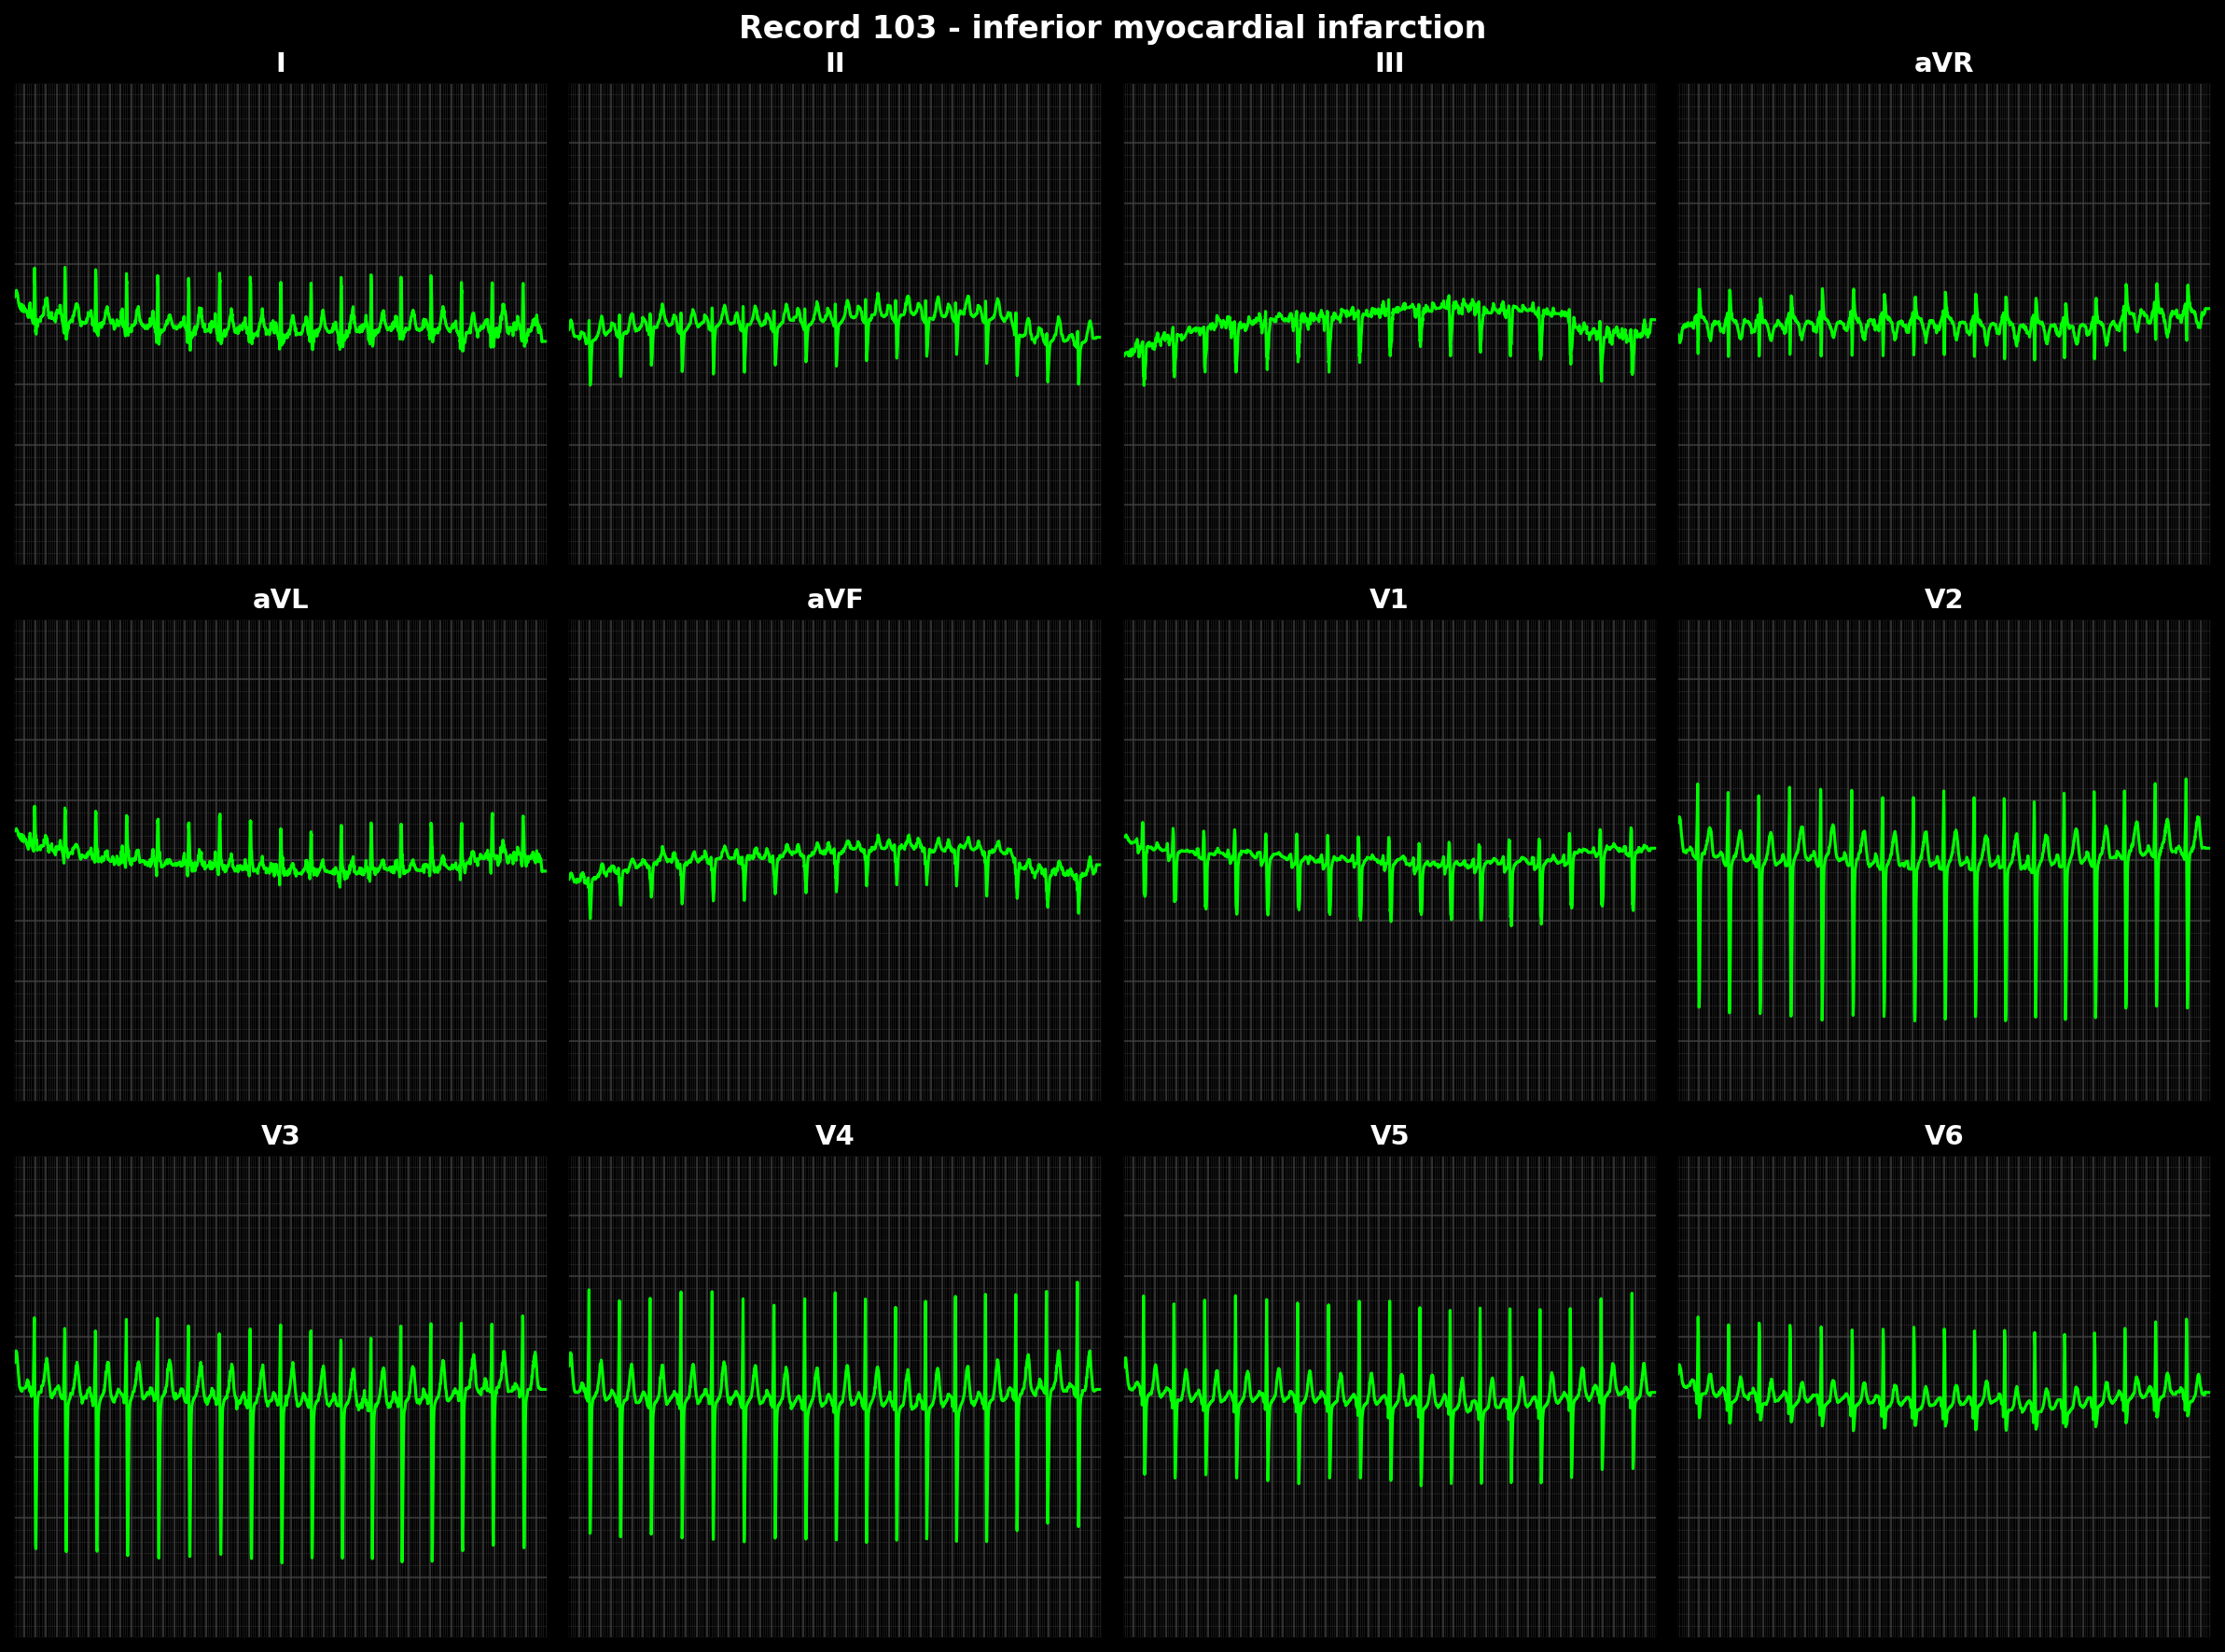 Record 103 - inferior myocardial infarction
I
II
III
aVR
aVL
aVF
V1
V2
V3
V4
V5
V6